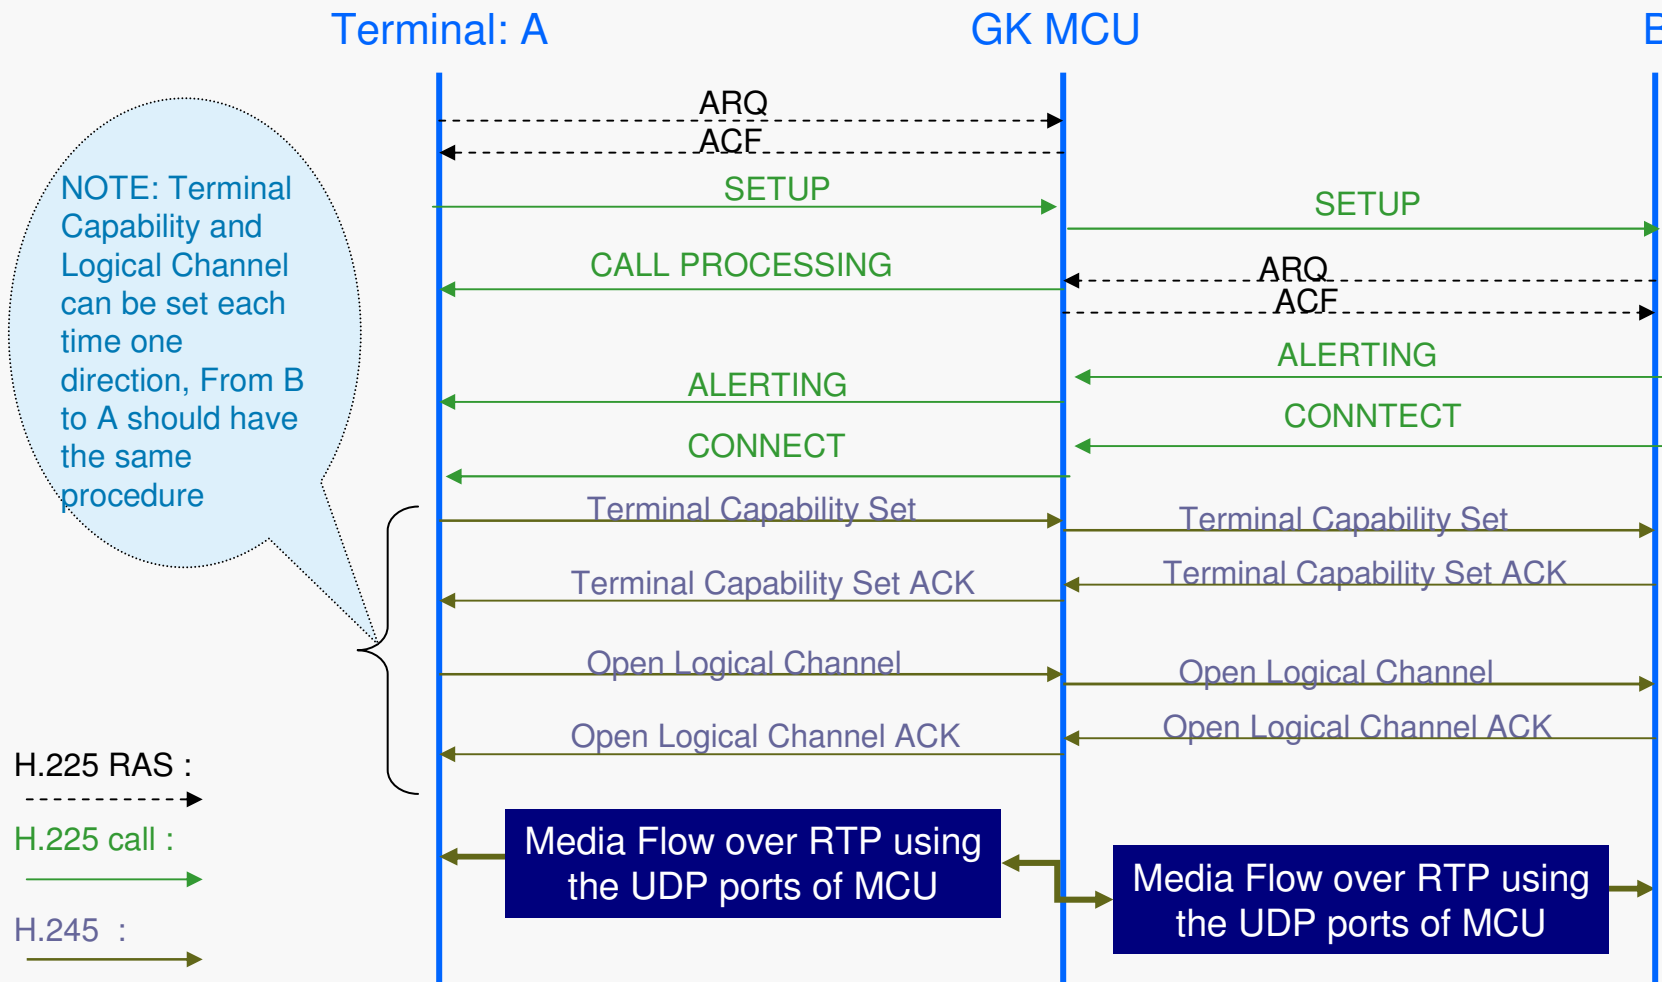 Terminal: A
GK MCU
B
ARQ
ACF
SETUP
SETUP
CALL PROCESSING
ARQ
ACF
ALERTING
ALERTING
CONNTECT
CONNECT
NOTE: Terminal
Capability and
Logical Channel
can be set each
time one
direction, From B
to A should have
the same
procedure
Terminal Capability Set
Terminal Capability Set
Terminal Capability Set ACK
Terminal Capability Set ACK
Open Logical Channel
Open Logical Channel
Open Logical Channel ACK
Open Logical Channel ACK
H.225 RAS :
H.225 call :
H.245 :
Media Flow over RTP using
the UDP ports of MCU
Media Flow over RTP using
the UDP ports of MCU